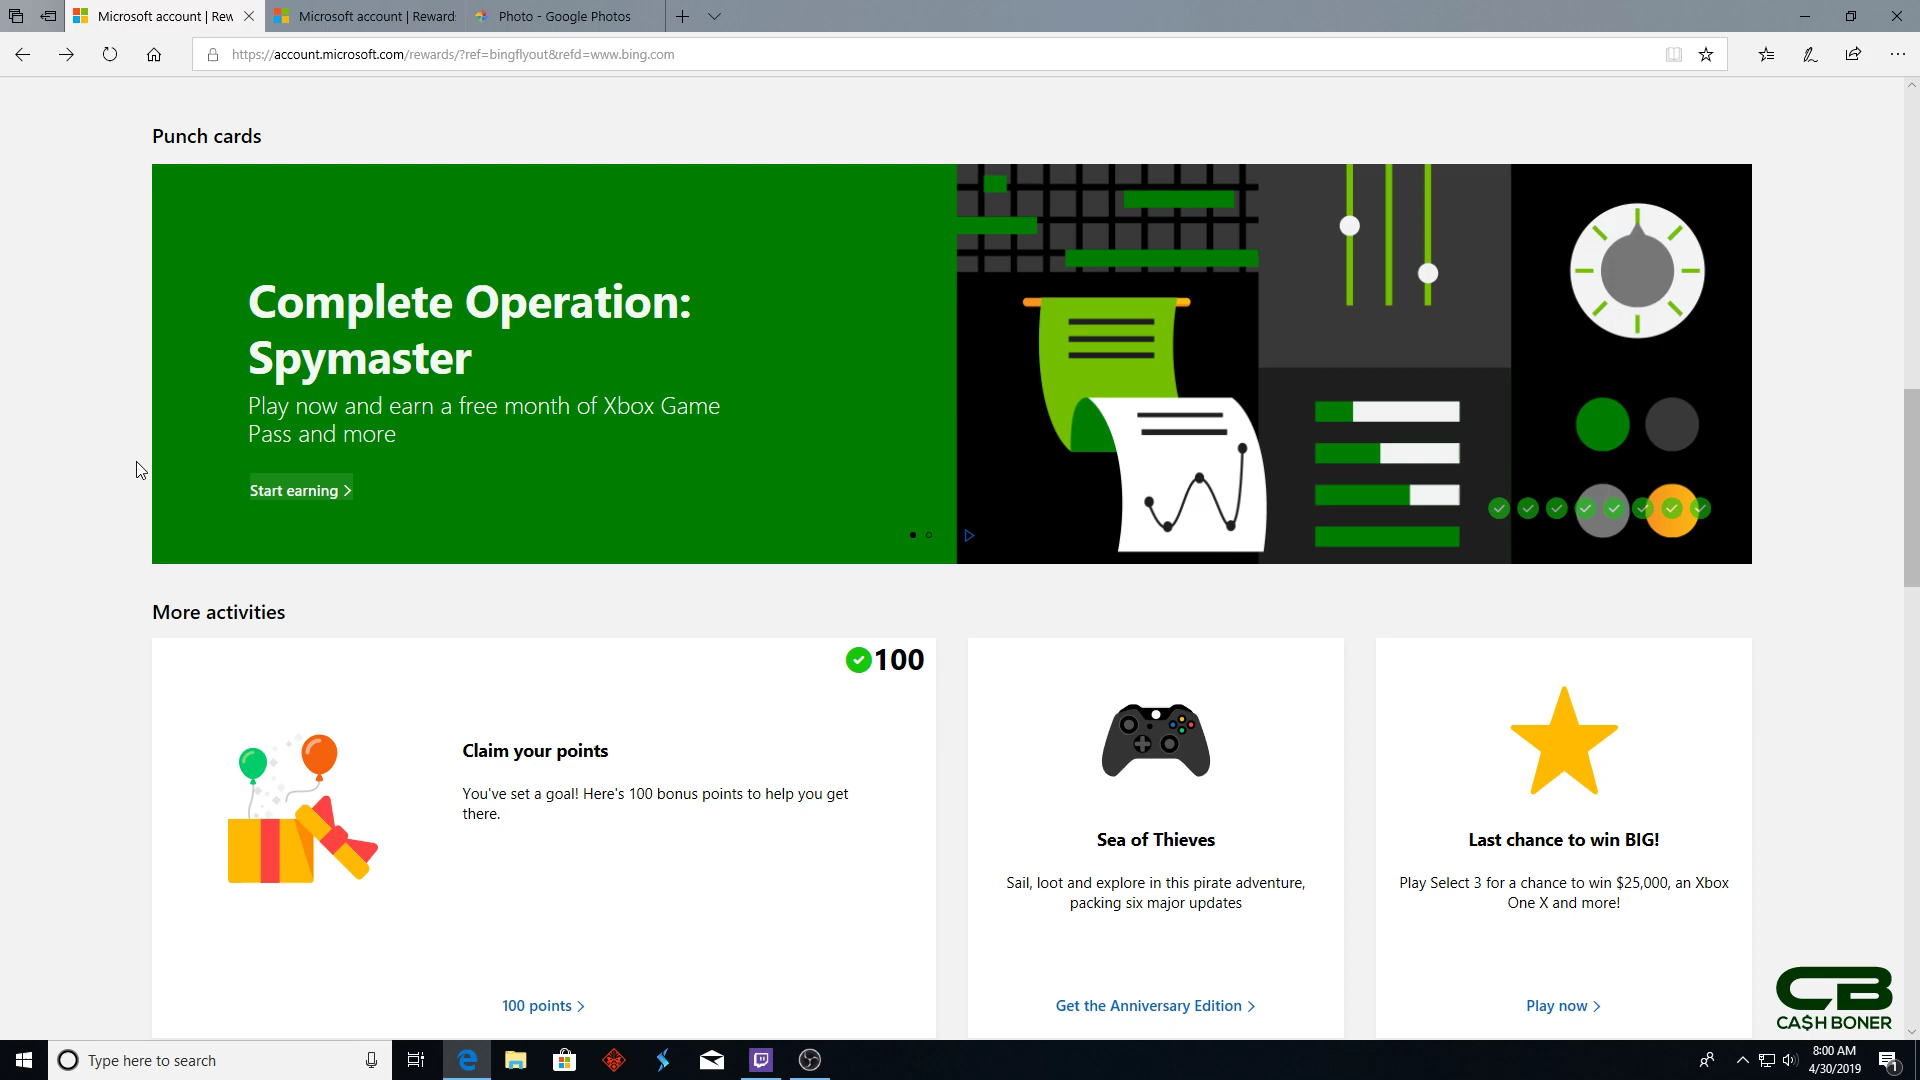 Microsoft account | Rew
Microsoft account | Reward:
Photo - Google Photos
https://account.microsoft.com/rewards/?ref=bingflyout&refd=www.bing.com
Punch cards
Complete Operation:
Spymaster
Play now and earn a free month of Xbox Game
Pass and more
Start earning
More activities
100
Claim your points
You've set a goal! Here's 100 bonus points to help you get
there.
100 points
Sea of Thieves
Sail, loot and explore in this pirate adventure,
packing six major updates
Get the Anniversary Edition
Last chance to win BIG!
Play Select 3 for a chance to win $25,000, an Xbox
One X and more!
Play now
CB
CA$H BONER
Type here to search
8:00 AM
4/30/2019
1